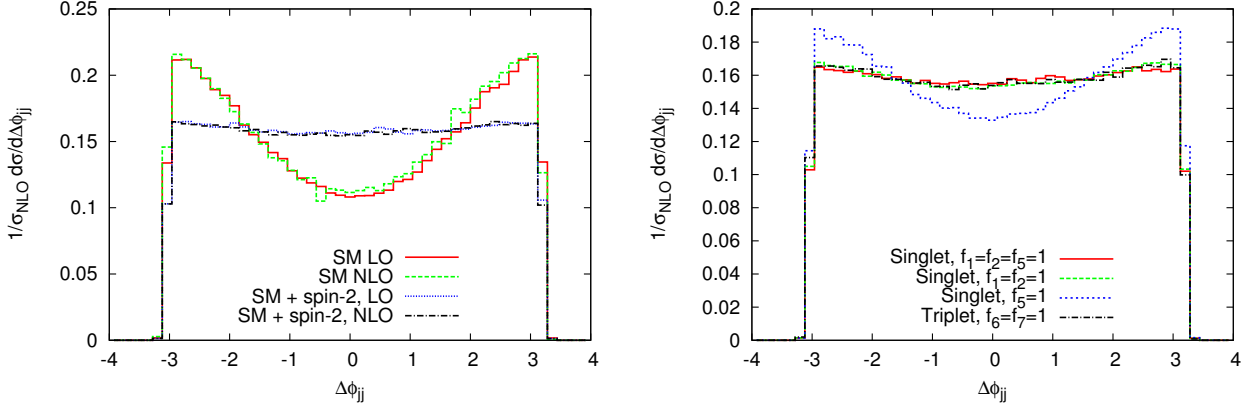 1/σNLO dσ/dΔϕjj
0.25
0.2
0.15
0.1
0.05
0
SM LO
SM NLO
SM + spin-2, LO
SM + spin-2, NLO
-4 -3 -2 -1 0 1 2 3 4
Δϕjj
1/σNLO dσ/dΔϕjj
0.2
0.18
0.16
0.14
0.12
0.1
0.08
0.06
0.04
0.02
0
Singlet, f1=f2=f5=1
Singlet, f1=f2=1
Singlet, f5=1
Triplet, f6=f7=1
-4 -3 -2 -1 0 1 2 3 4
Δϕjj